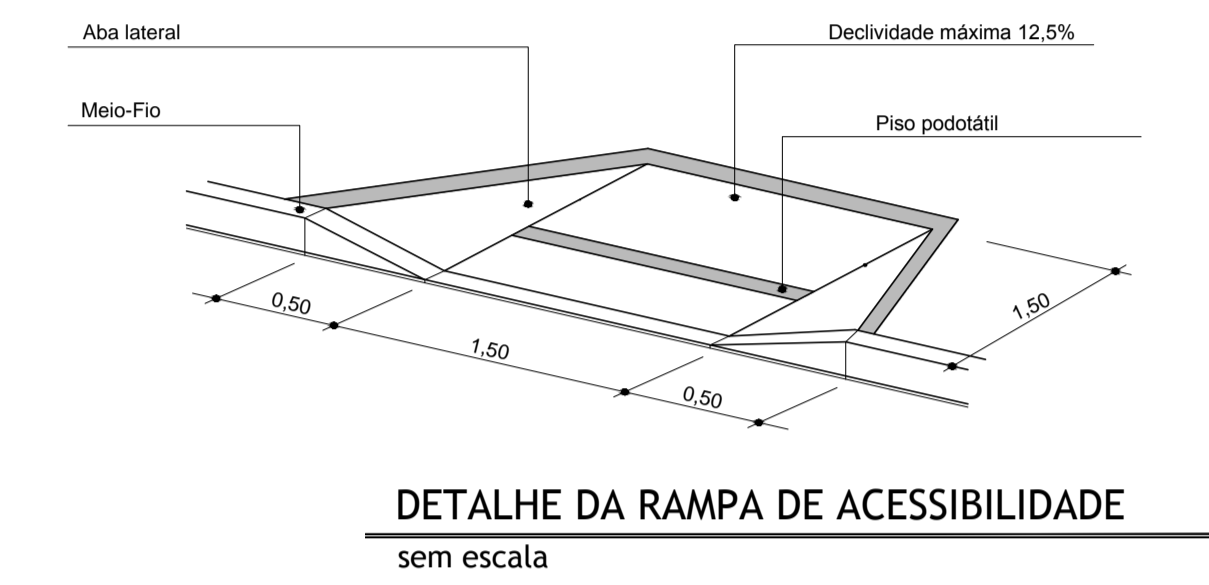 Aba lateral
Declividade máxima 12,5%
Meio-Fio
Piso podotátil
0,50
1,50
0,50
1,50
DETALHE DA RAMPA DE ACESSIBILIDADE
sem escala